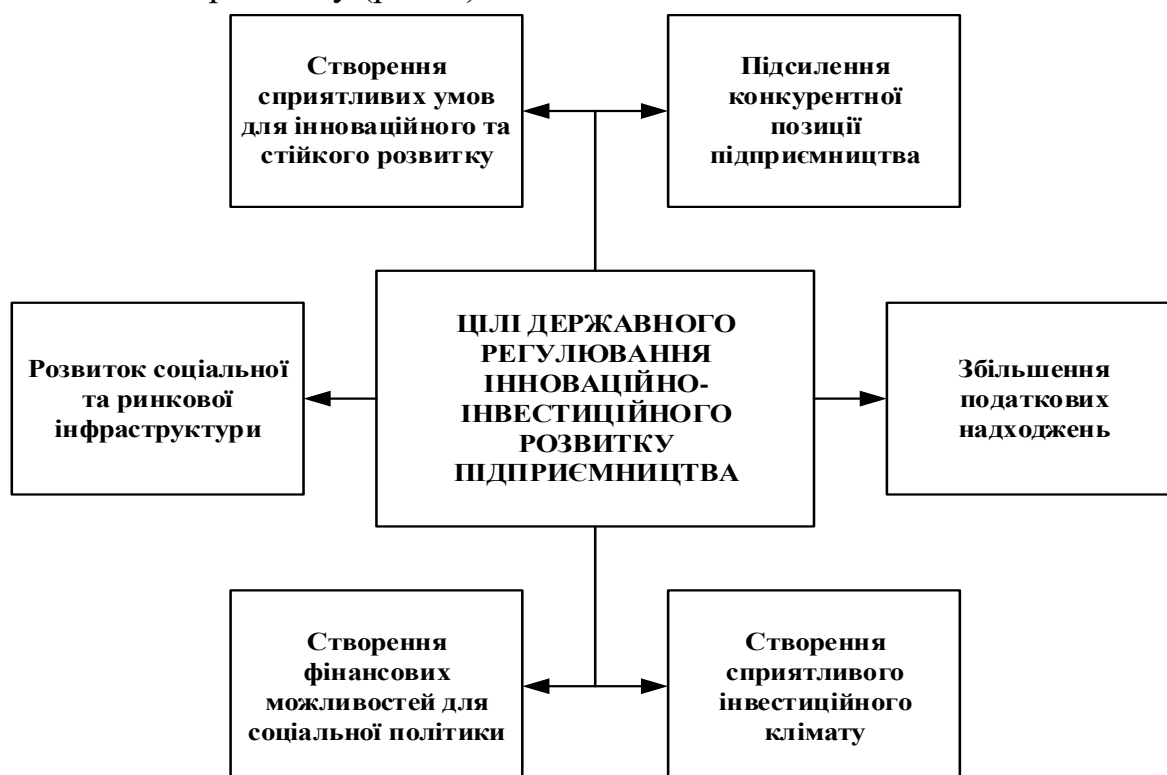 Створення
сприятливих умов
для інноваційного та
стійкого розвитку
Підсилення
конкурентної
позиції
підприємництва
ЦІЛІ ДЕРЖАВНОГО
РЕГУЛЮВАННЯ
ІННОВАЦІЙНО-
ІНВЕСТИЦІЙНОГО
РОЗВИТКУ
ПІДПРИЄМНИЦТВА
Розвиток соціальної
та ринкової
інфраструктури
Збільшення
податкових
надходжень
Створення
фінансових
можливостей для
соціальної політики
Створення
сприятливого
інвестиційного
клімату